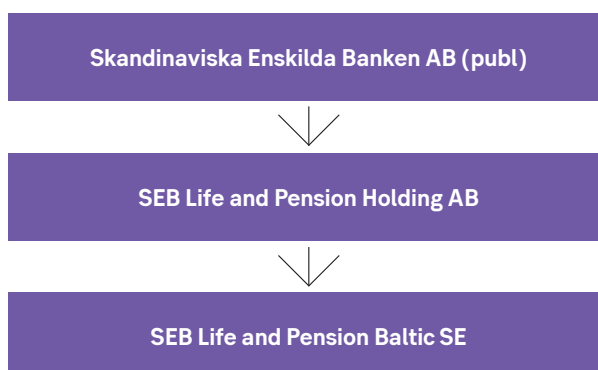 Skandinaviska Enskilda Banken AB (publ)
SEB Life and Pension Holding AB
SEB Life and Pension Baltic SE